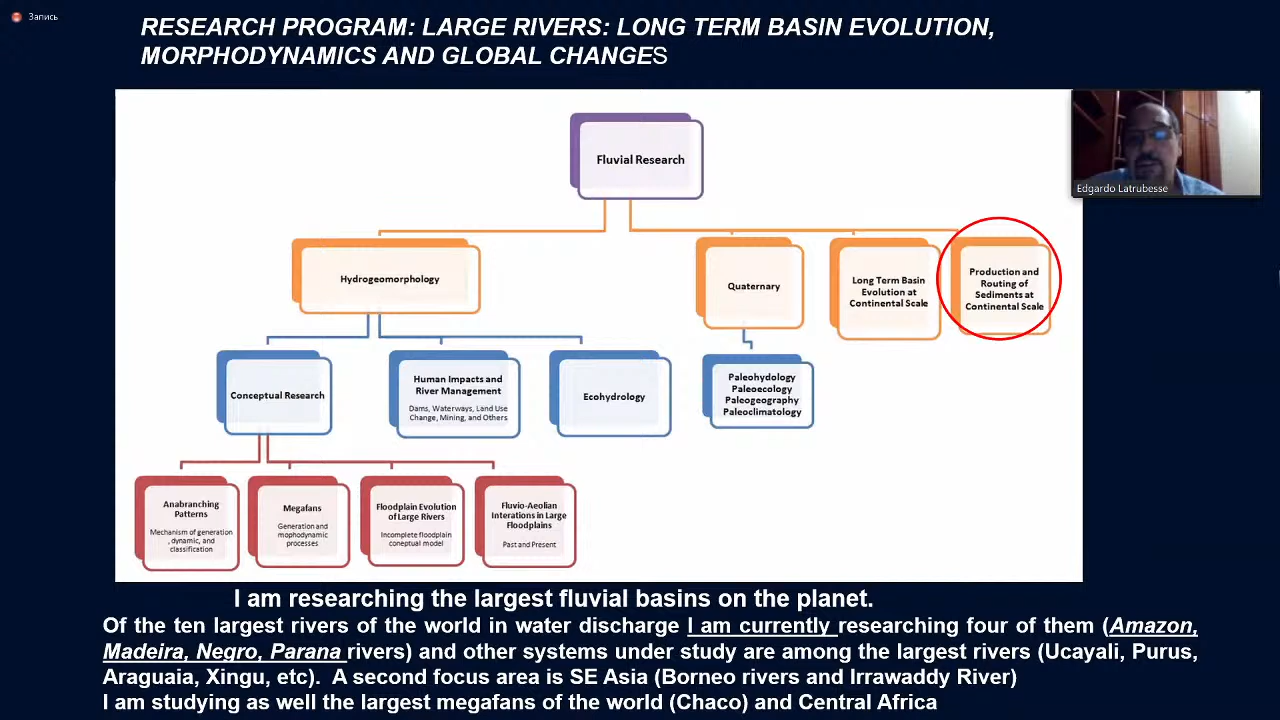 Запись
RESEARCH PROGRAM: LARGE RIVERS: LONG TERM BASIN EVOLUTION,
MORPHODYNAMICS AND GLOBAL CHANGES
Edgardo Latrubesse
Fluvial Research
Hydrogeomorphology
Quaternary
Long Term Basin
Evolution at
Continental Scale
Production and
Routing of
Sediments at
Continental Scale
Conceptual Research
Human Impacts and
River Management
Dams, Waterways, Land Use
Change, Mining, and Others
Ecohydrology
Paleohydology
Paleoecology
Paleogeography
Paleoclimatology
Anabranching
Patterns
Mechanism of generation
, dynamic, and
classification
Megafans
Generation and
mophodynamic
processes
Floodplain Evolution
of Large Rivers
Incomplete floodplain
coneptual model
Fluvio-Aeolian
Interations in Large
Floodplains
Past and Present
I am researching the largest fluvial basins on the planet.
Of the ten largest rivers of the world in water discharge I am currently researching four of them (Amazon,
Madeira, Negro, Parana rivers) and other systems under study are among the largest rivers (Ucayali, Purus,
Araguaia, Xingu, etc). A second focus area is SE Asia (Borneo rivers and Irrawaddy River)
I am studying as well the largest megafans of the world (Chaco) and Central Africa